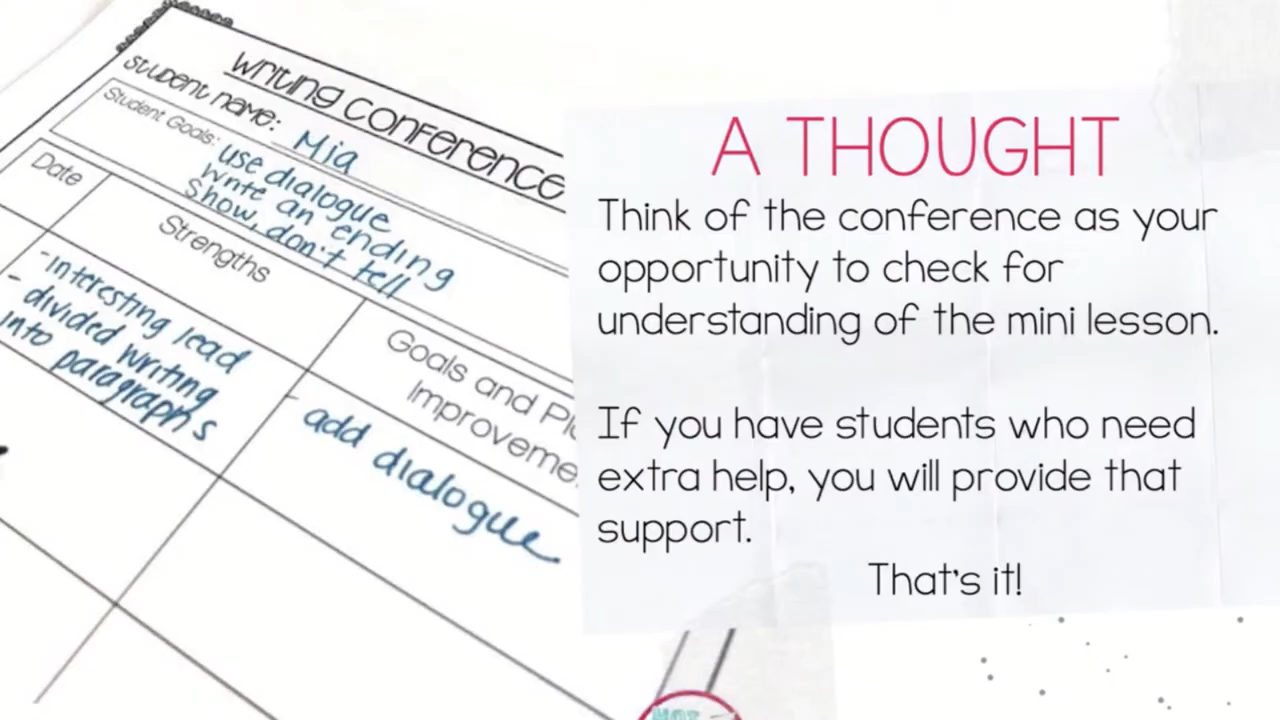 Writing Conference
Student name: Mia
Student Goals: use dialogue
Write an ending
Show, don't tell
Date
Strengths
Goals and
Improveme
-interesting lead
- divided writing
into paragraphs
- add dialogue
A THOUGHT
Think of the conference as your
opportunity to check for
understanding of the mini lesson.
If you have students who need
extra help, you will provide that
support.
That's it!